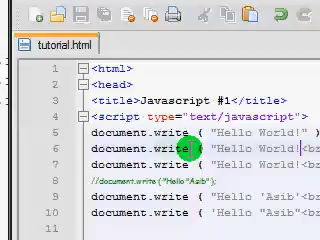 tutorial.html
1 <html>
2 <head>
3 <title>Javascript #1</title>
4 <script type="text/javascript">
5 document.write ( "Hello World!" )
6 document.write ( "Hello World!<br
7 document.write ( "Hello World!<br
8 //document.write ("Hello "Asib");
9 document.write ( "Hello 'Asib'<br
10 document.write ( 'Hello "Asib"<br
11